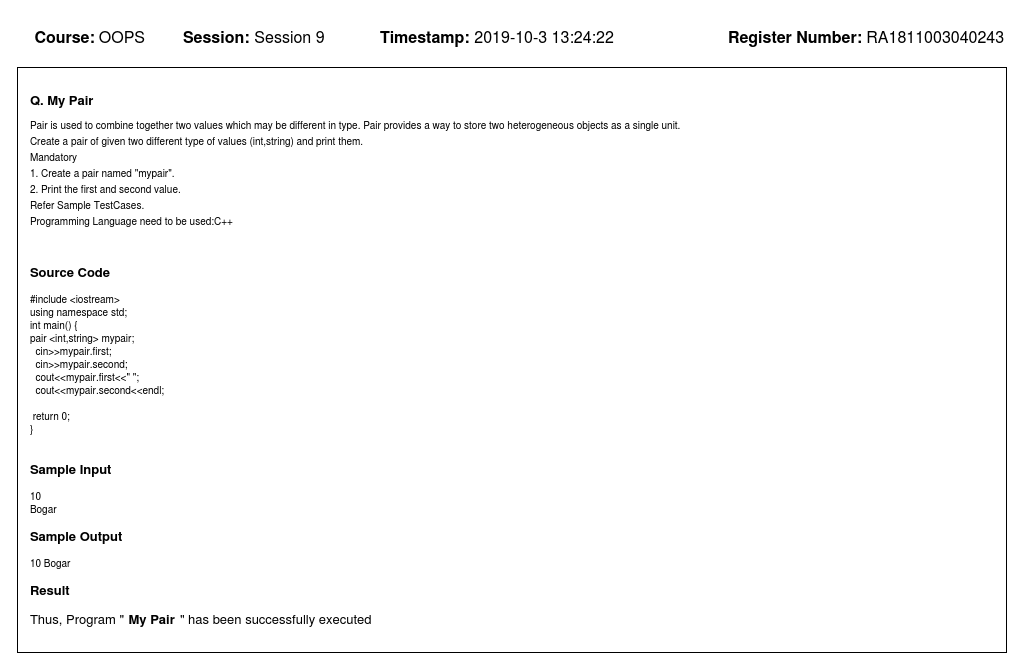 Course: OOPS Session: Session 9 Timestamp: 2019-10-3 13:24:22 Register Number: RA1811003040243
Q. My Pair
Pair is used to combine together two values which may be different in type. Pair provides a way to store two heterogeneous objects as a single unit.
Create a pair of given two different type of values (int,string) and print them.
Mandatory
1. Create a pair named "mypair".
2. Print the first and second value.
Refer Sample TestCases.
Programming Language need to be used:C++
Source Code
#include <iostream>
using namespace std;
int main() {
pair <int,string> mypair;
  cin>>mypair.first;
  cin>>mypair.second;
  cout<<mypair.first<<" ";
  cout<<mypair.second<<endl;
 return 0;
}
Sample Input
10
Bogar
Sample Output
10 Bogar
Result
Thus, Program " My Pair " has been successfully executed